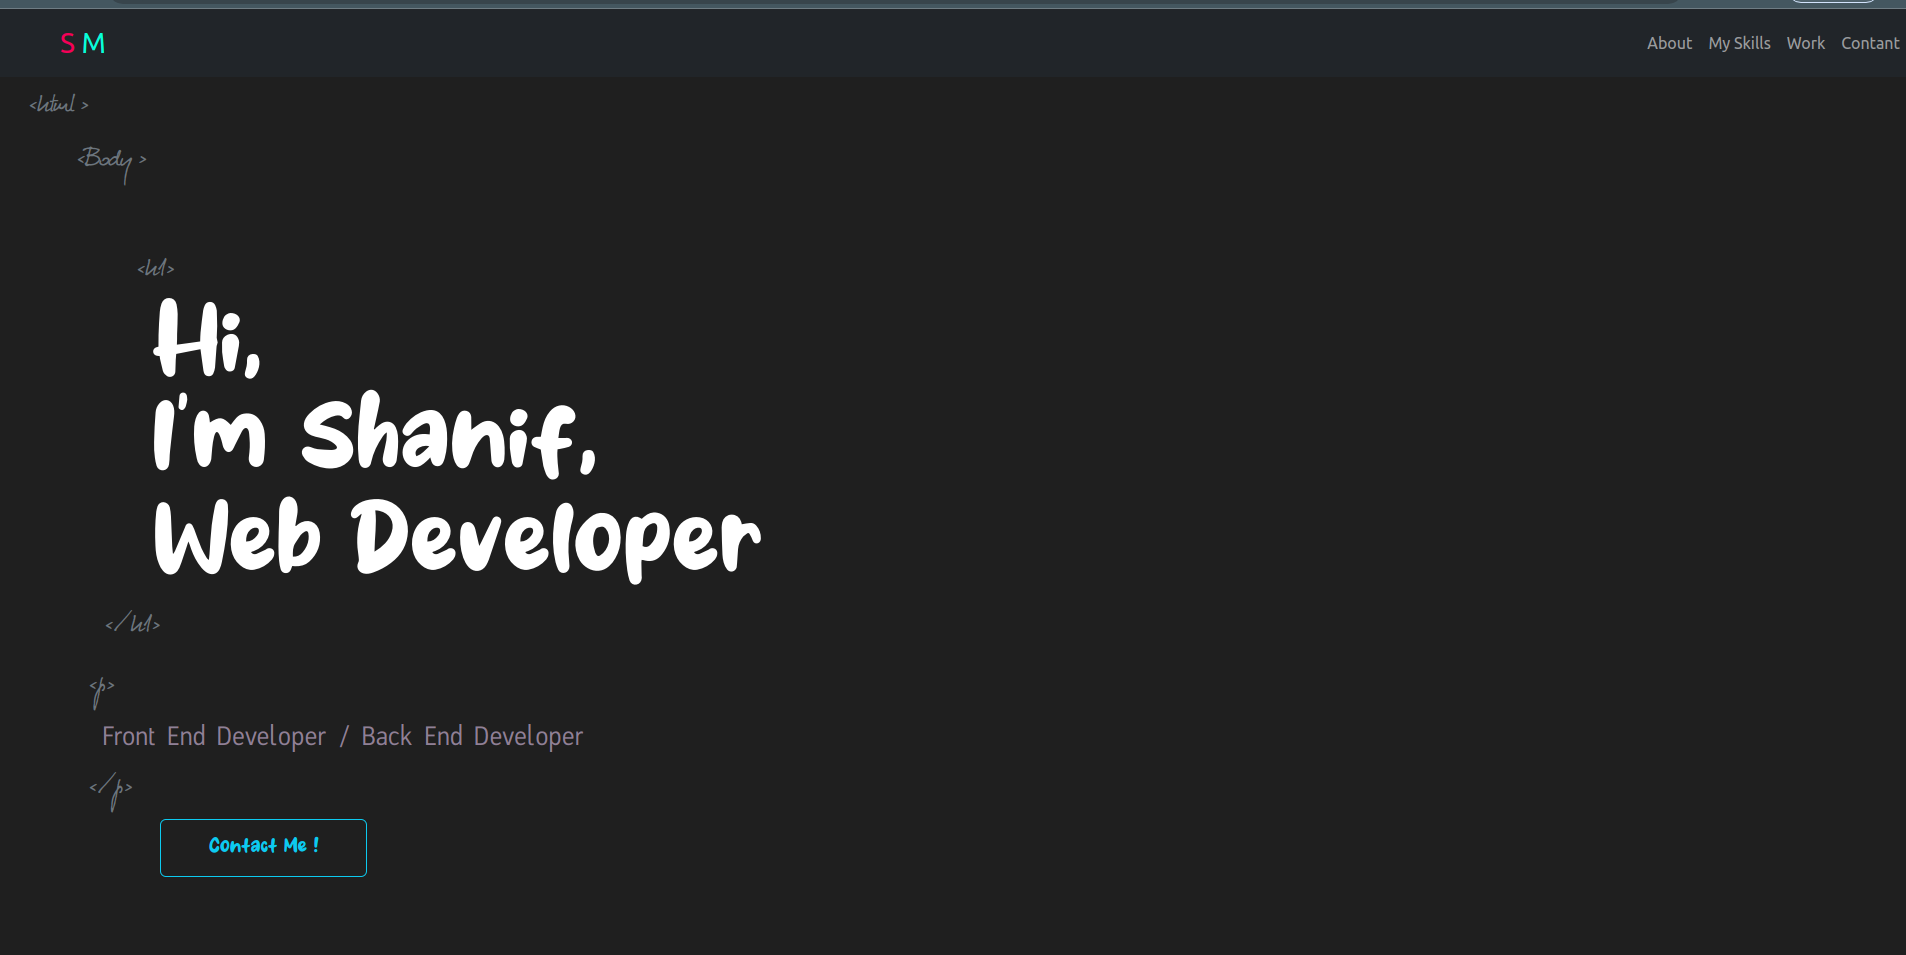 S M
About My Skills Work Contant
<html >
<Body >
<h1>
Hi,
I'm Shanif,
Web Developer
</h1>
<p>
Front End Developer / Back End Developer
</p>
Contact Me !